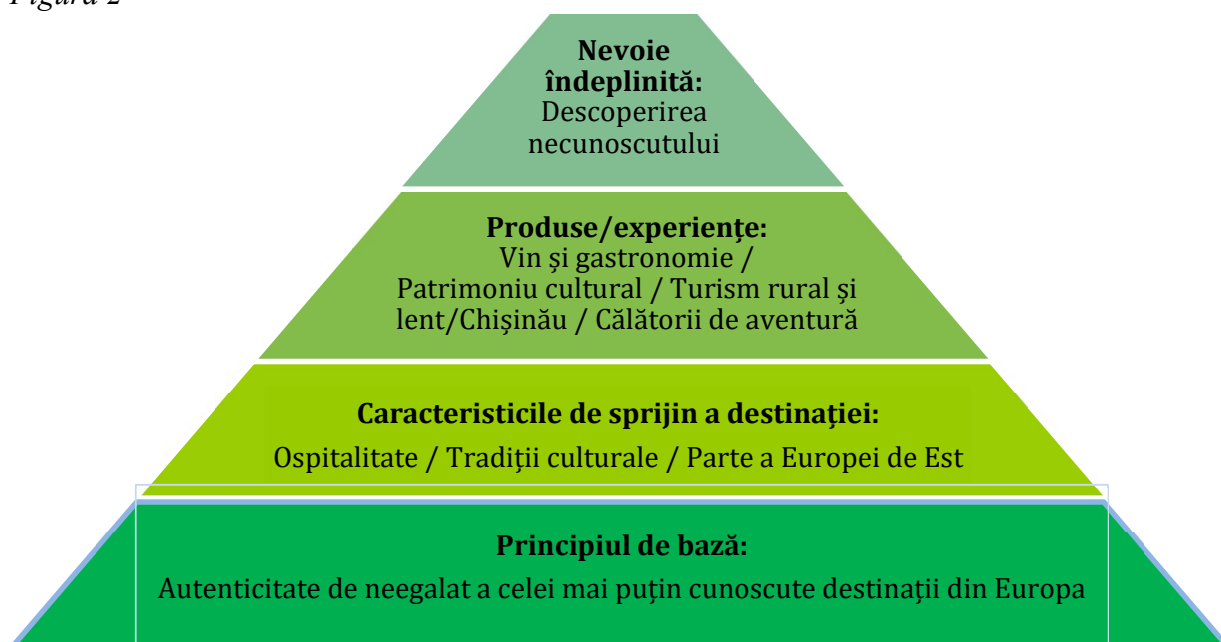 Figura 2
Nevoie
îndeplinită:
Descoperirea
necunoscutului
Produse/experiențe:
Vin și gastronomie /
Patrimoniu cultural / Turism rural și
lent/Chișinău / Călătorii de aventură
Caracteristicile de sprijin a destinației:
Ospitalitate / Tradiții culturale / Parte a Europei de Est
Principiul de bază:
Autenticitate de neegalat a celei mai puțin cunoscute destinații din Europa